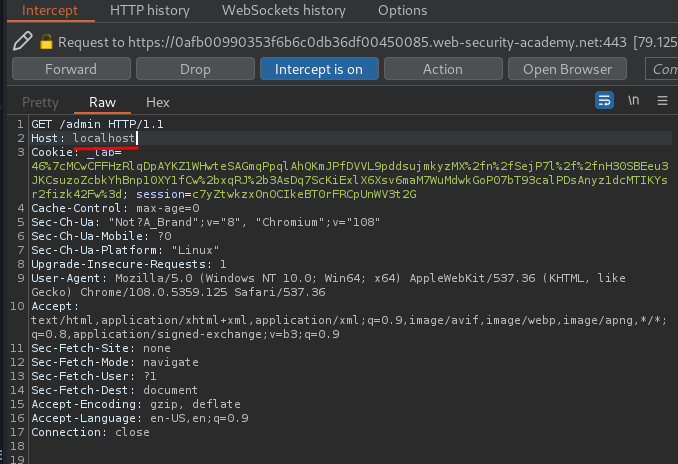 Intercept HTTP history WebSockets history Options
Request to https://0afb00990353f6b6c0db36df00450085.web-security-academy.net:443 [79.125
Forward Drop Intercept is on Action Open Browser Com
Pretty Raw Hex \n
1 GET /admin HTTP/1.1
2 Host: localhost
3 Cookie: _lab=
46%7cMCwCFFHzRlqDpAYKZ1WHwteSAGmqPpqlAhQKmJPfDVVL9pddsujmkyzMX%2fn%2fSejP7l%2f%2fnH30SBEeu3
JKCsuzoZcbkYhBnp10XY1fCw%2bxqRJ%2b3AsDq7ScKiExlX6Xsv6maM7WuMdwkGoP07bT93calPDsAnyz1dcMTIKYs
r2fizk42Fw%3d; session=c7yZtwkzxOnOCIkeBT0rFRCpUnWV3t2G
4 Cache-Control: max-age=0
5 Sec-Ch-Ua: "Not?A_Brand";v="8", "Chromium";v="108"
6 Sec-Ch-Ua-Mobile: ?0
7 Sec-Ch-Ua-Platform: "Linux"
8 Upgrade-Insecure-Requests: 1
9 User-Agent: Mozilla/5.0 (Windows NT 10.0; Win64; x64) AppleWebKit/537.36 (KHTML, like
Gecko) Chrome/108.0.5359.125 Safari/537.36
10 Accept:
text/html,application/xhtml+xml,application/xml;q=0.9,image/avif,image/webp,image/apng,*/*;
q=0.8,application/signed-exchange;v=b3;q=0.9
11 Sec-Fetch-Site: none
12 Sec-Fetch-Mode: navigate
13 Sec-Fetch-User: ?1
14 Sec-Fetch-Dest: document
15 Accept-Encoding: gzip, deflate
16 Accept-Language: en-US,en;q=0.9
17 Connection: close
18
19